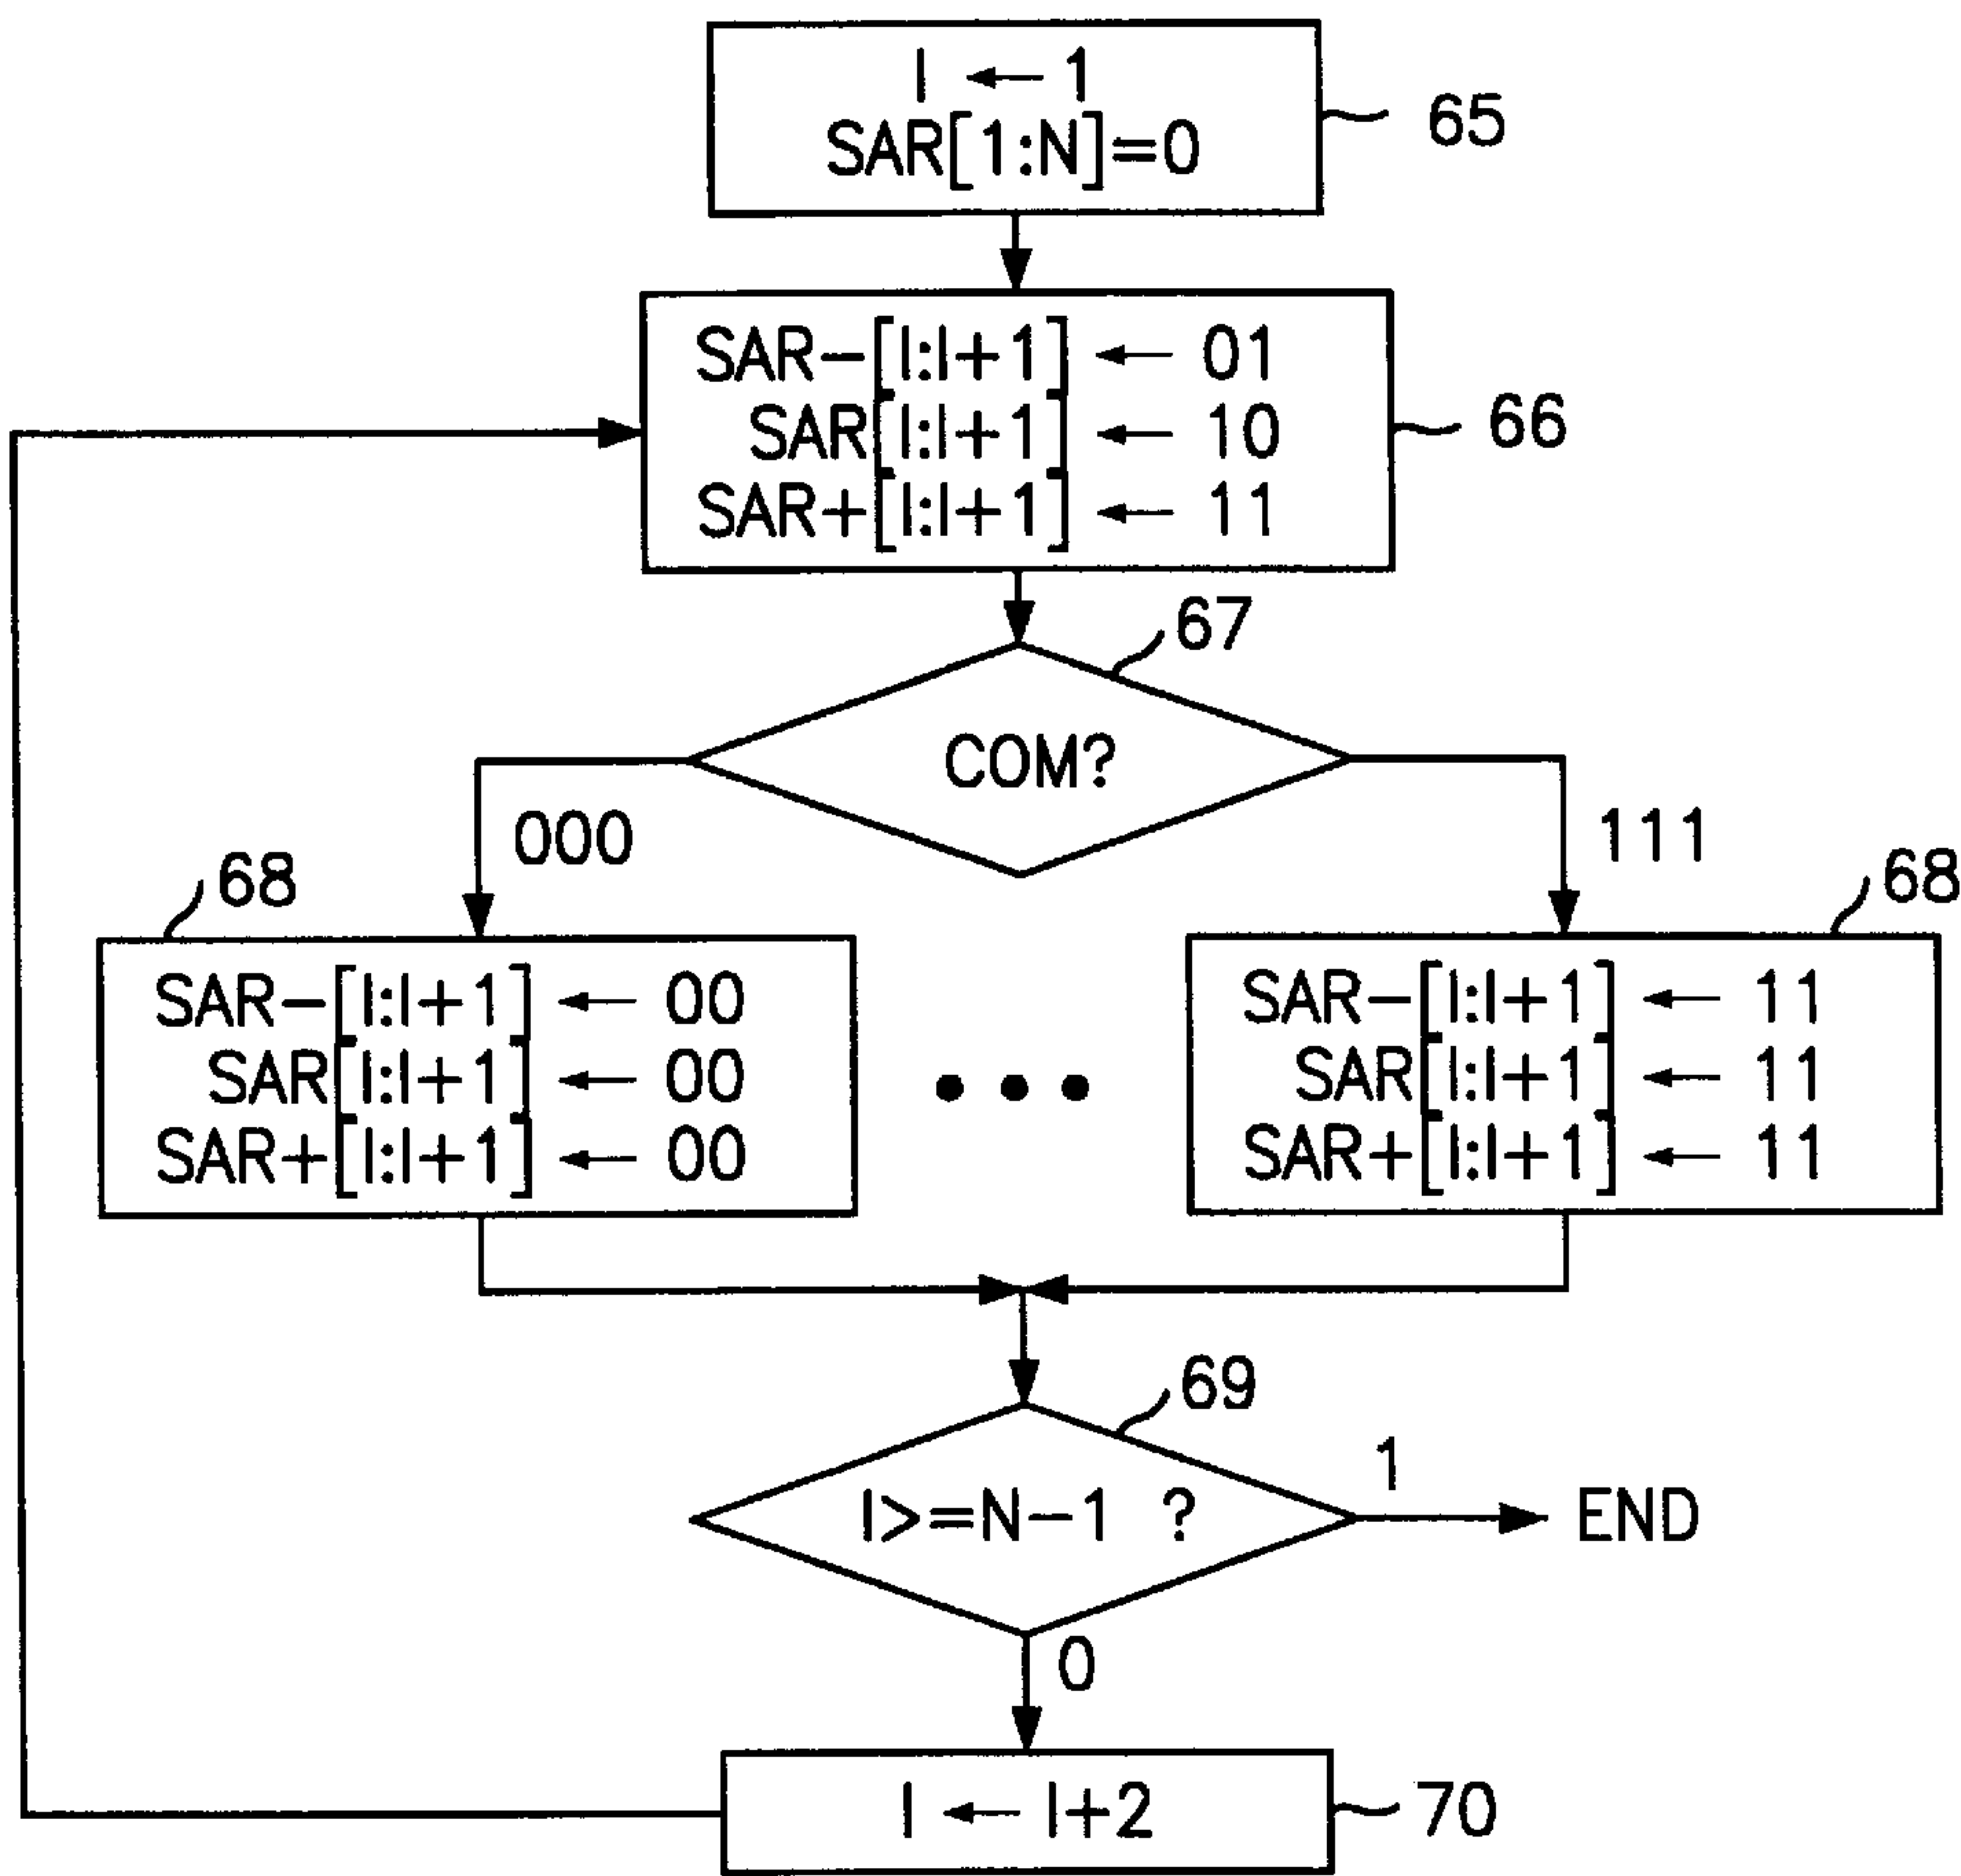 I ← 1
SAR[1:N]=0
65
SAR-[I:I+1] ← 01
SAR[I:I+1] ← 10
SAR+[I:I+1] ← 11
66
67
COM?
000
111
68
68
SAR-[I:I+1] ← 00
SAR[I:I+1] ← 00
SAR+[I:I+1] ← 00
SAR-[I:I+1] ← 11
SAR[I:I+1] ← 11
SAR+[I:I+1] ← 11
69
I>=N-1 ?
1
END
0
I ← I+2
70